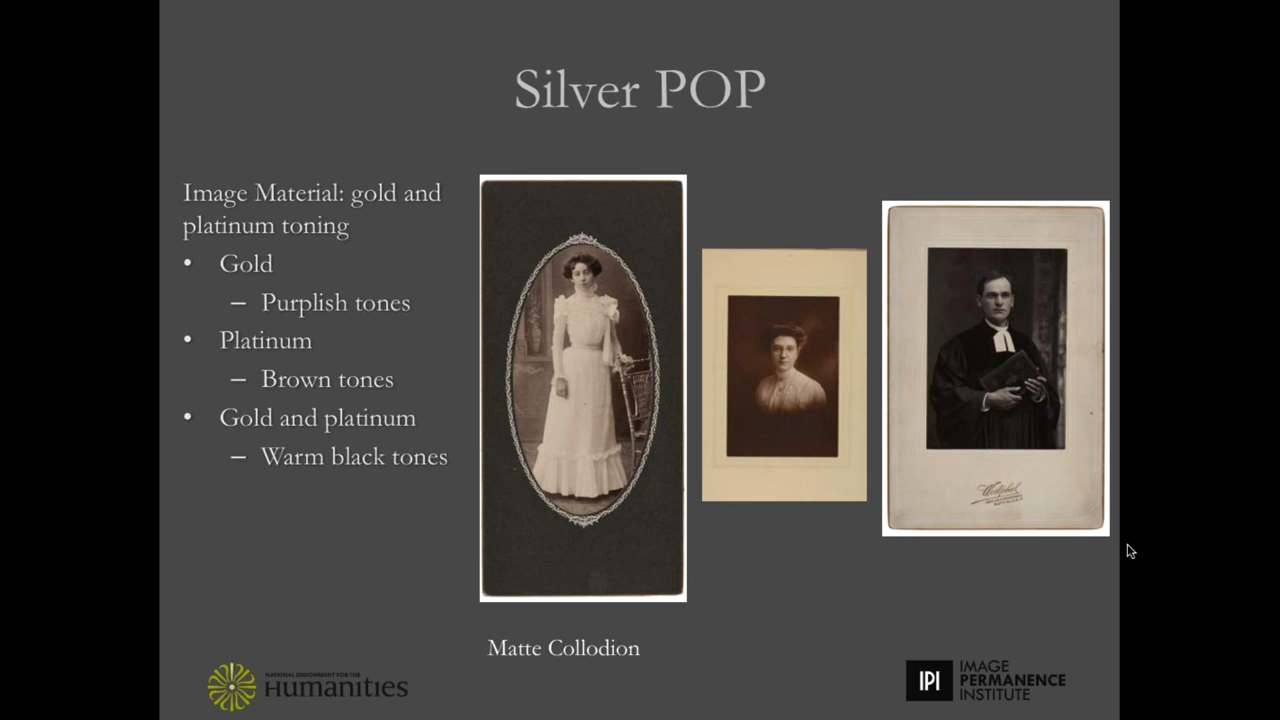 Silver POP
Image Material: gold and
platinum toning
• Gold
– Purplish tones
• Platinum
– Brown tones
• Gold and platinum
– Warm black tones
Westphal
Matte Collodion
NATIONAL ENDOWMENT FOR THE
Humanities
IPI
IMAGE
PERMANENCE
INSTITUTE